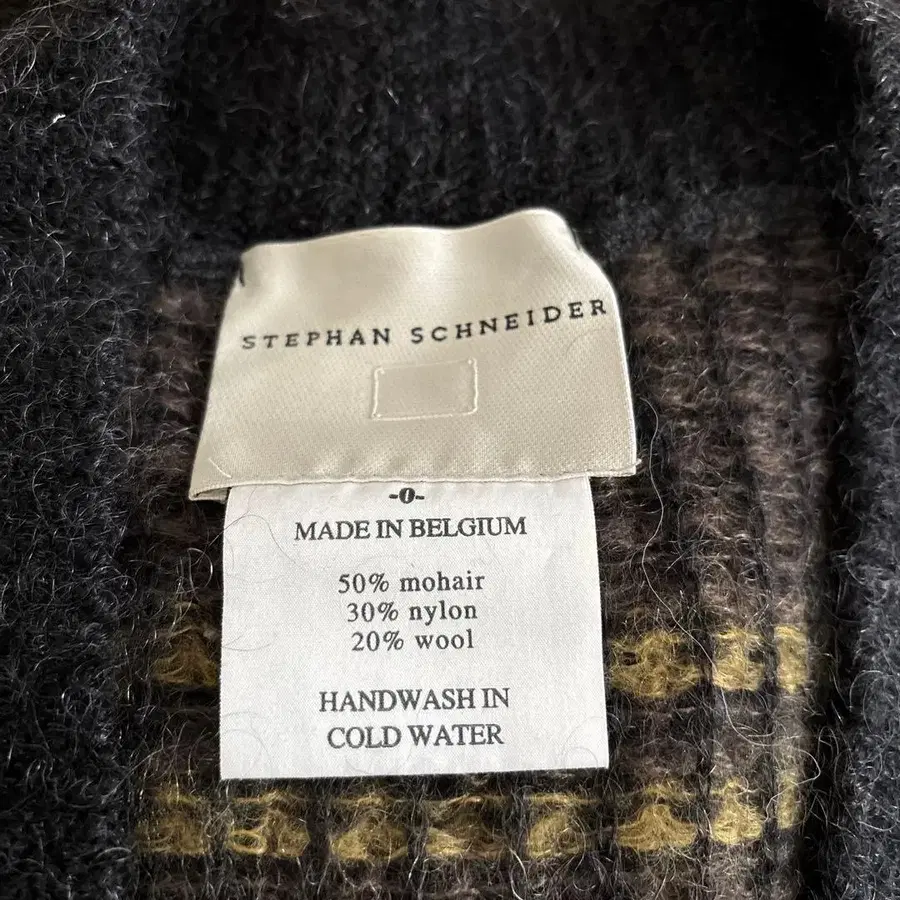 STEPHAN SCHNEIDER
-0-
MADE IN BELGIUM
50% mohair
30% nylon
20% wool
HANDWASH IN
COLD WATER